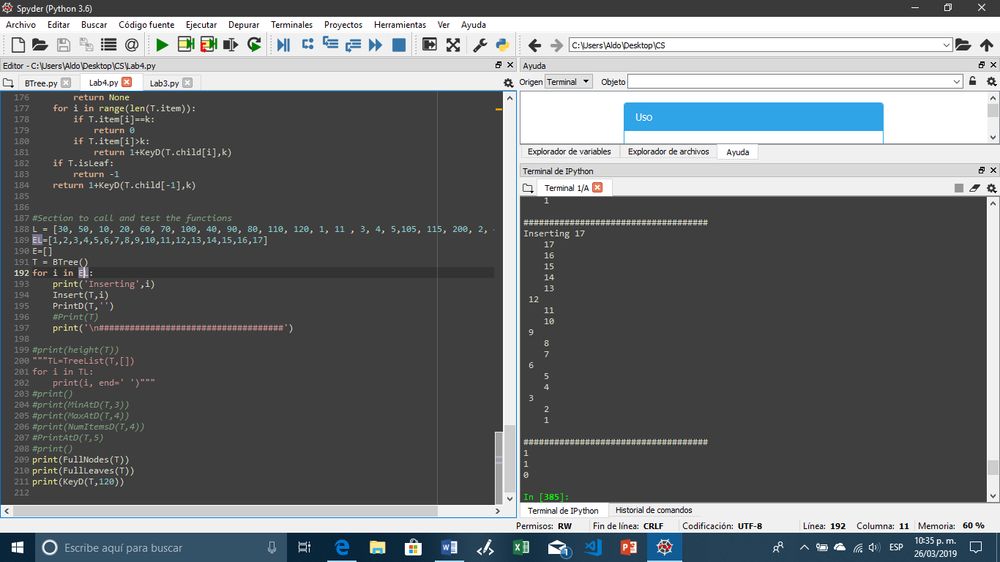 Spyder (Python 3.6)
Archivo Editar Buscar Código fuente Ejecutar Depurar Terminales Proyectos Herramientas Ver Ayuda
C:\Users\Aldo\Desktop\CS
Editor - C:\Users\Aldo\Desktop\CS\Lab4.py
BTree.py Lab4.py Lab3.py
176         return None
177     for i in range(len(T.item)):
178         if T.item[i]==k:
179             return 0
180         if T.item[i]>k:
181             return 1+KeyD(T.child[i],k)
182     if T.isLeaf:
183         return -1
184     return 1+KeyD(T.child[-1],k)
185
186
187 #Section to call and test the functions
188 L = [30, 50, 10, 20, 60, 70, 100, 40, 90, 80, 110, 120, 1, 11 , 3, 4, 5,105, 115, 200, 2,
189 EL=[1,2,3,4,5,6,7,8,9,10,11,12,13,14,15,16,17]
190 E=[]
191 T = BTree()
192 for i in EL:
193     print('Inserting',i)
194     Insert(T,i)
195     PrintD(T,'')
196     #Print(T)
197     print('\n####################################')
198
199 #print(height(T))
200 """TL=TreeList(T,[])
201 for i in TL:
202     print(i, end=' ')"""
203 #print()
204 #print(MinAtD(T,3))
205 #print(MaxAtD(T,4))
206 #print(NumItemsD(T,4))
207 #PrintAtD(T,5)
208 #print()
209 print(FullNodes(T))
210 print(FullLeaves(T))
211 print(KeyD(T,120))
212
Ayuda
Origen Terminal Objeto
Uso
Explorador de variables Explorador de archivos Ayuda
Terminal de IPython
Terminal 1/A
1
####################################
Inserting 17
17
16
15
14
13
12
11
10
9
8
7
6
5
4
3
2
1
####################################
1
1
0
In [385]:
Terminal de IPython Historial de comandos
Permisos: RW Fin de línea: CRLF Codificación: UTF-8 Línea: 192 Columna: 11 Memoria: 60 %
Escribe aquí para buscar
1
ESP
10:35 p. m.
26/03/2019